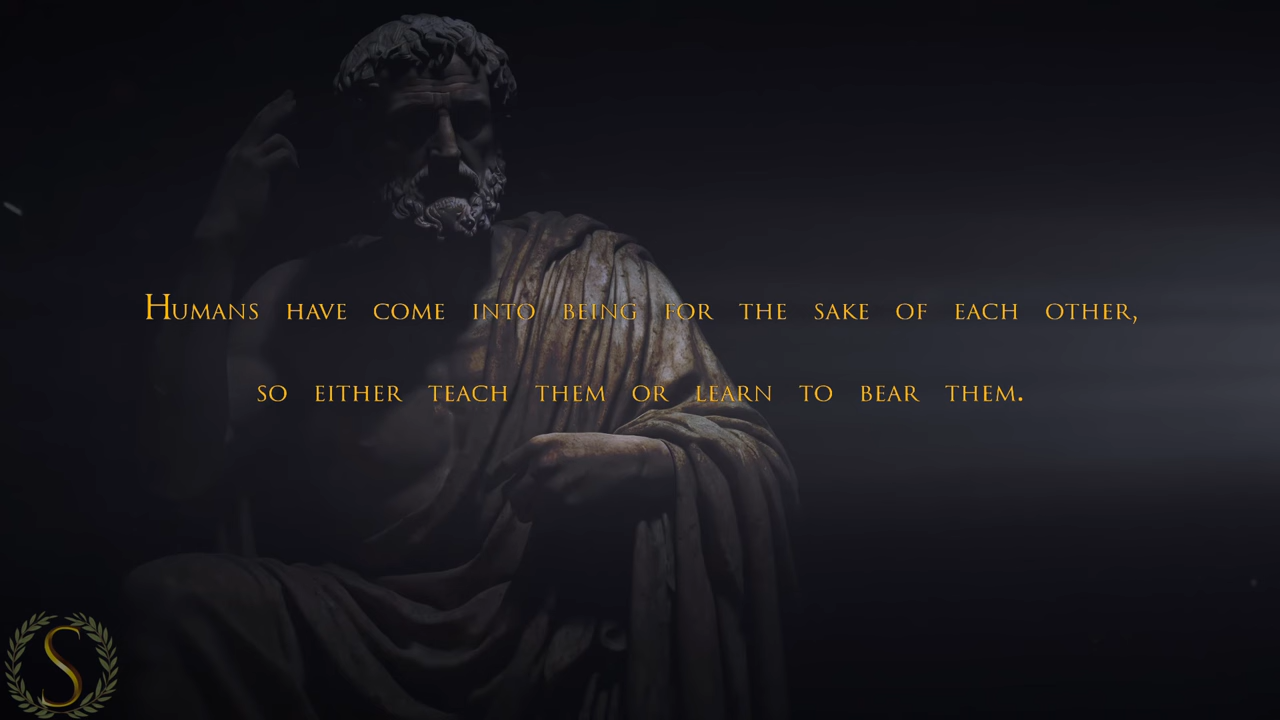 Humans have come into being for the sake of each other,
so either teach them or learn to bear them.
S